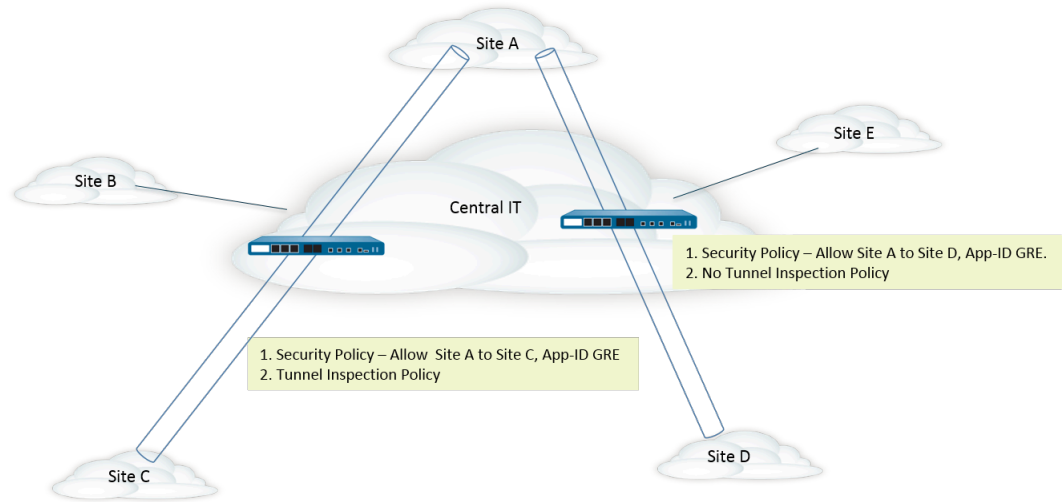 Site A
Site E
Site B
Central IT
1. Security Policy – Allow Site A to Site D, App-ID GRE.
2. No Tunnel Inspection Policy
1. Security Policy – Allow  Site A to Site C, App-ID GRE
2. Tunnel Inspection Policy
Site D
Site C